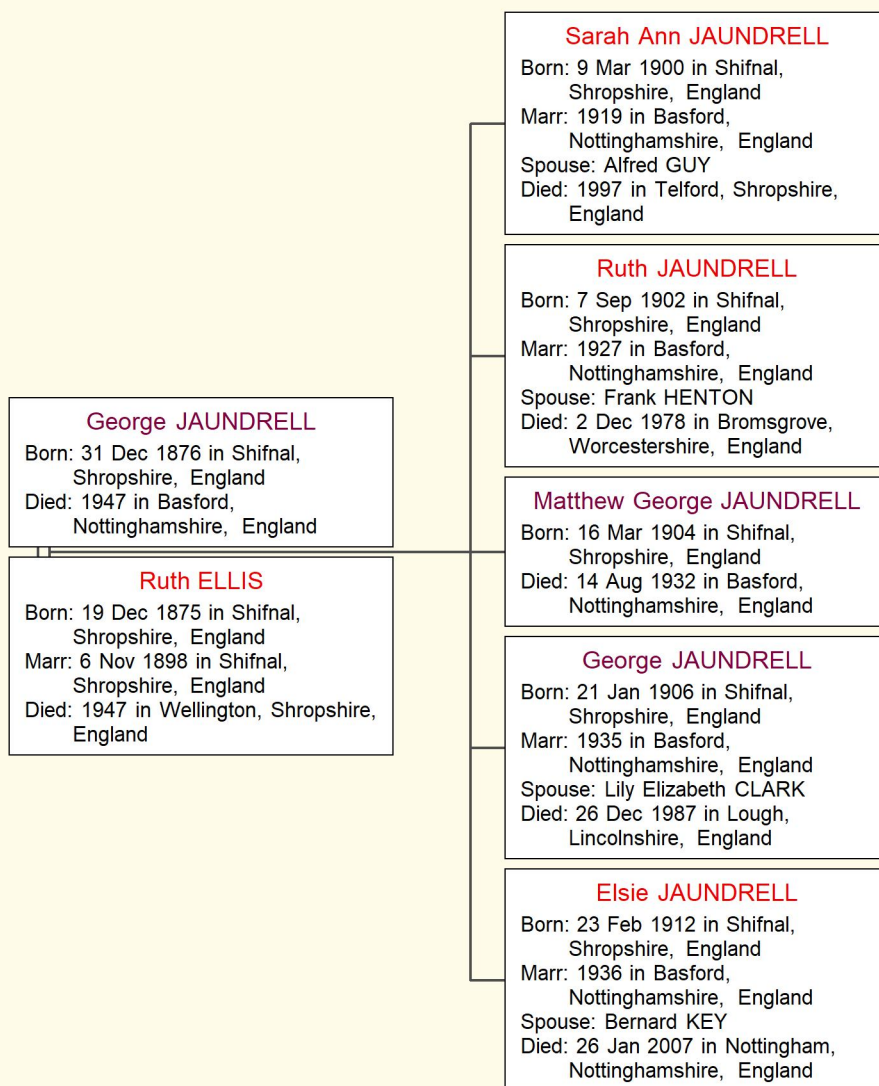 George JAUNDRELL
Born: 31 Dec 1876 in Shifnal,
Shropshire, England
Died: 1947 in Basford,
Nottinghamshire, England
Ruth ELLIS
Born: 19 Dec 1875 in Shifnal,
Shropshire, England
Marr: 6 Nov 1898 in Shifnal,
Shropshire, England
Died: 1947 in Wellington, Shropshire,
England
Sarah Ann JAUNDRELL
Born: 9 Mar 1900 in Shifnal,
Shropshire, England
Marr: 1919 in Basford,
Nottinghamshire, England
Spouse: Alfred GUY
Died: 1997 in Telford, Shropshire,
England
Ruth JAUNDRELL
Born: 7 Sep 1902 in Shifnal,
Shropshire, England
Marr: 1927 in Basford,
Nottinghamshire, England
Spouse: Frank HENTON
Died: 2 Dec 1978 in Bromsgrove,
Worcestershire, England
Matthew George JAUNDRELL
Born: 16 Mar 1904 in Shifnal,
Shropshire, England
Died: 14 Aug 1932 in Basford,
Nottinghamshire, England
George JAUNDRELL
Born: 21 Jan 1906 in Shifnal,
Shropshire, England
Marr: 1935 in Basford,
Nottinghamshire, England
Spouse: Lily Elizabeth CLARK
Died: 26 Dec 1987 in Lough,
Lincolnshire, England
Elsie JAUNDRELL
Born: 23 Feb 1912 in Shifnal,
Shropshire, England
Marr: 1936 in Basford,
Nottinghamshire, England
Spouse: Bernard KEY
Died: 26 Jan 2007 in Nottingham,
Nottinghamshire, England